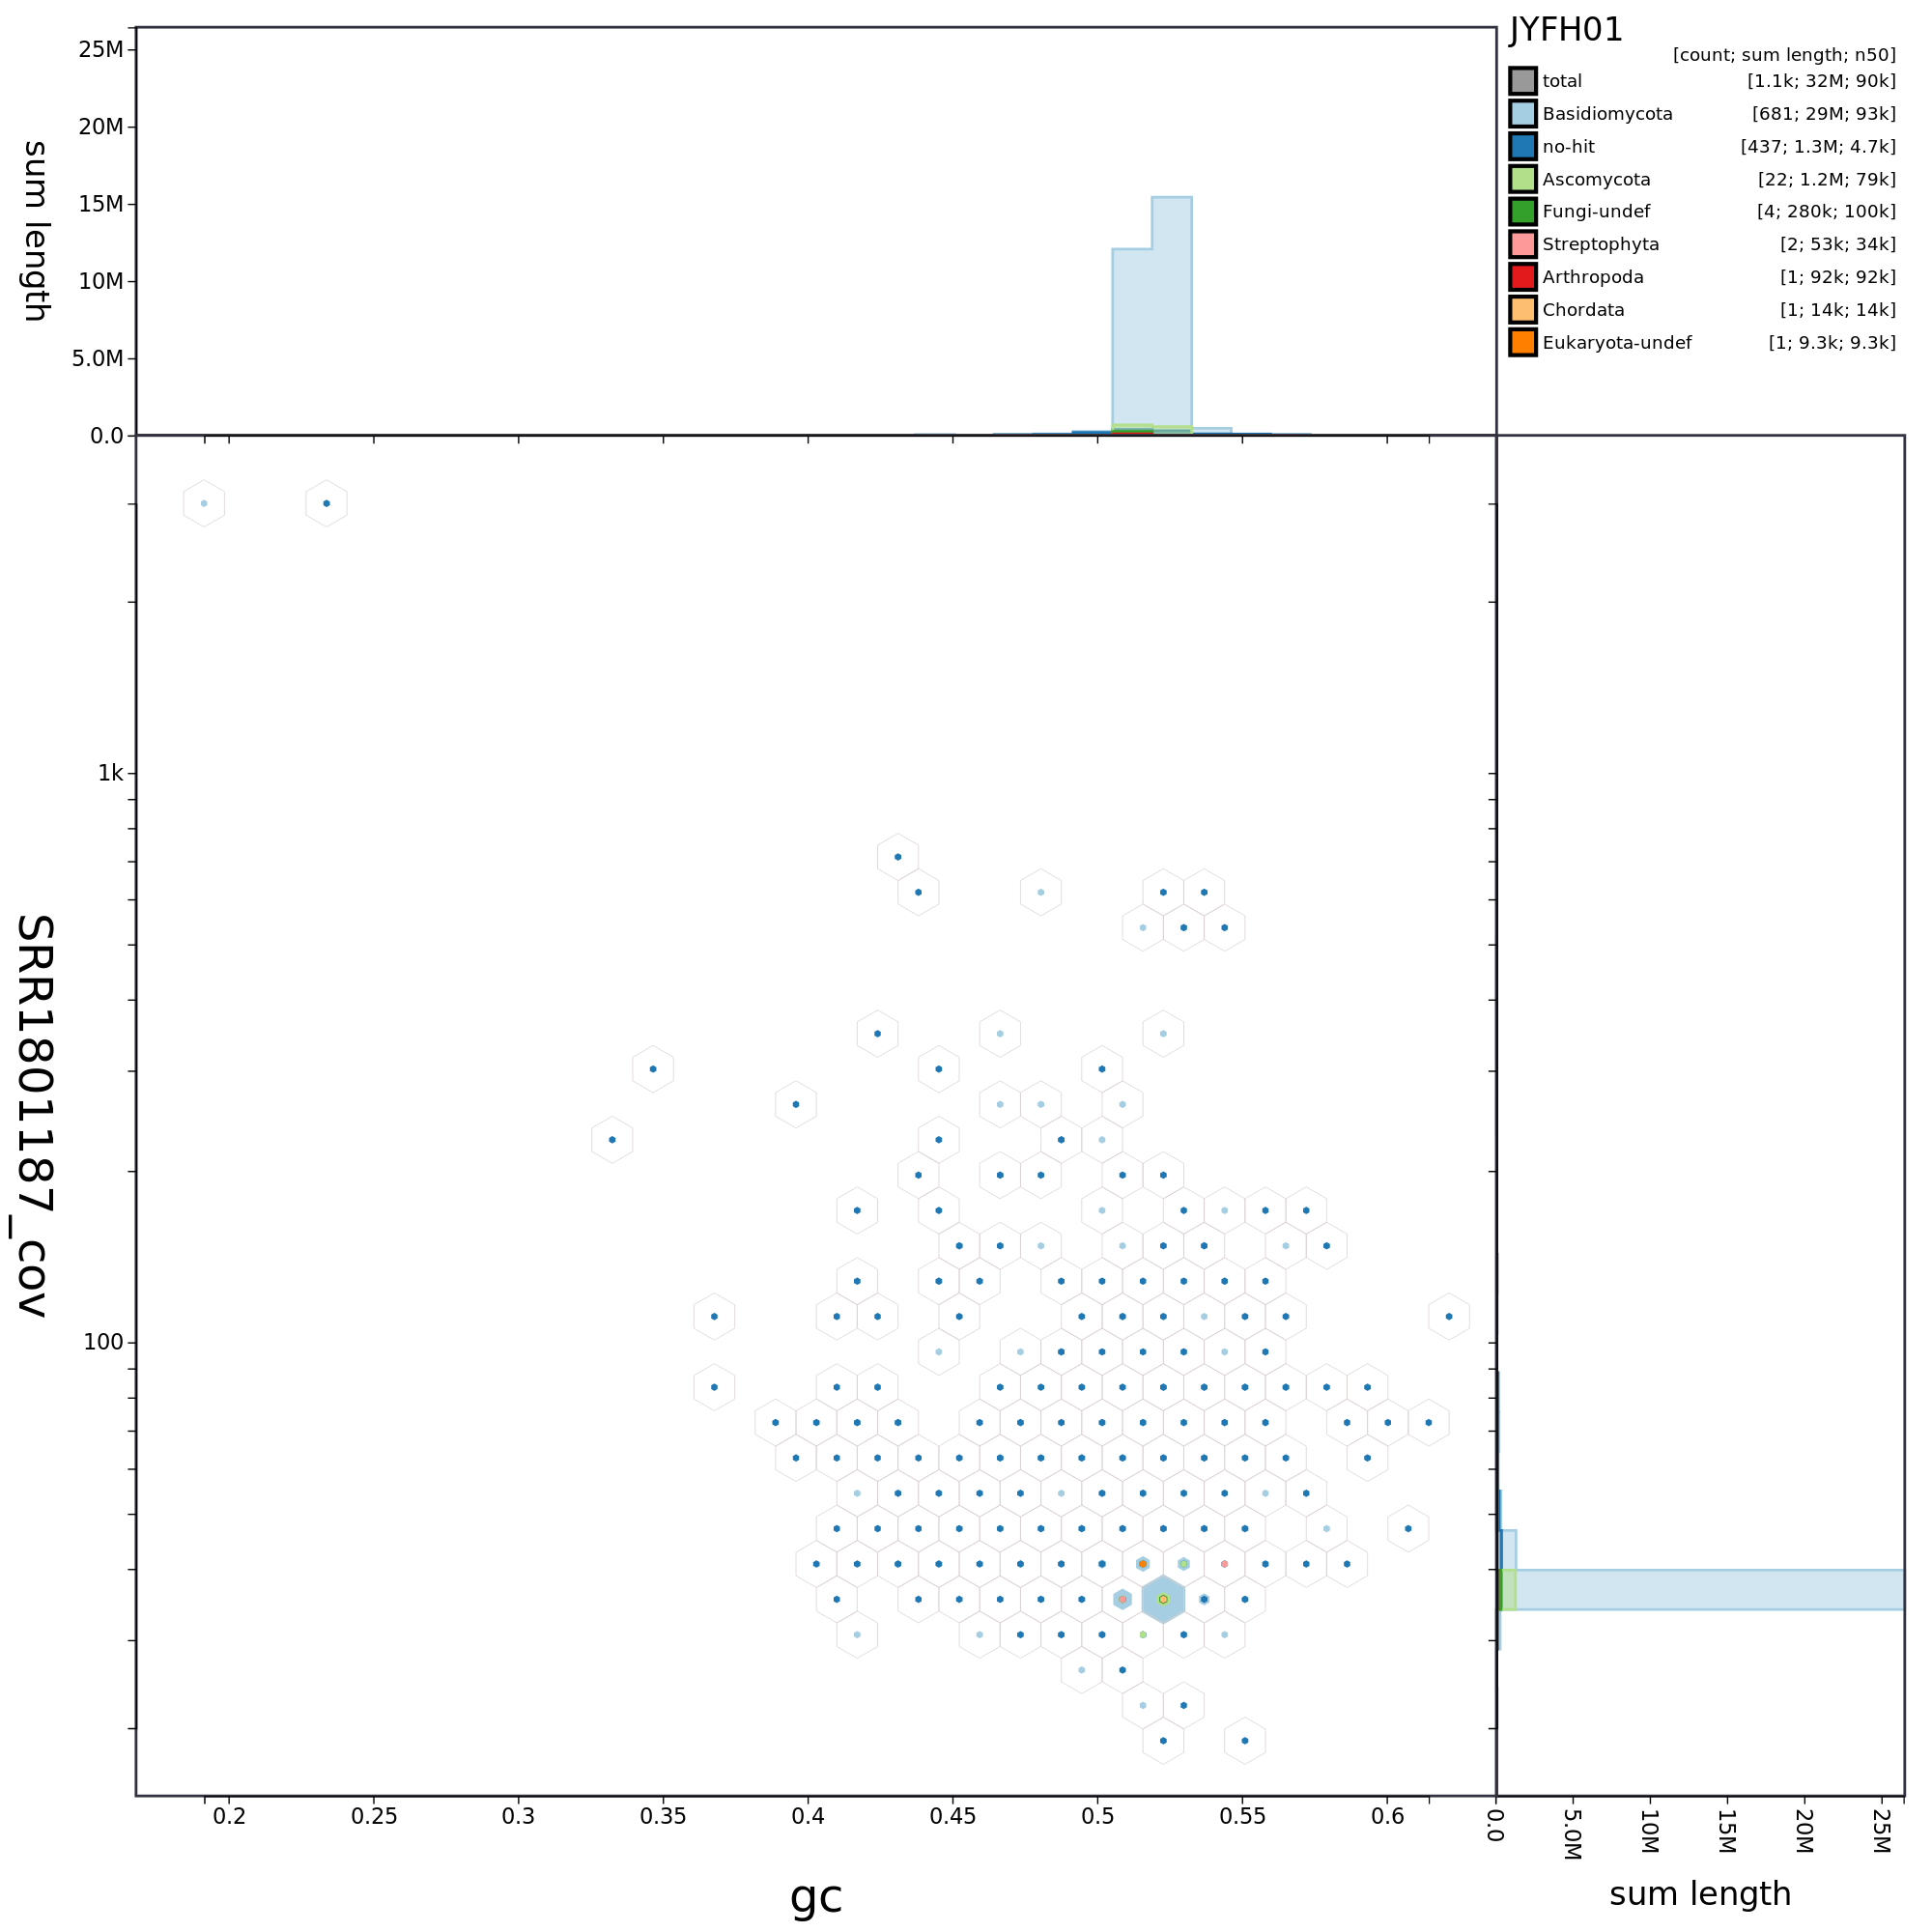 JYFH01
[count; sum length; n50]
total [1.1k; 32M; 90k]
Basidiomycota [681; 29M; 93k]
no-hit [437; 1.3M; 4.7k]
Ascomycota [22; 1.2M; 79k]
Fungi-undef [4; 280k; 100k]
Streptophyta [2; 53k; 34k]
Arthropoda [1; 92k; 92k]
Chordata [1; 14k; 14k]
Eukaryota-undef [1; 9.3k; 9.3k]
sum length
25M
20M
15M
10M
5.0M
0.0
SRR1801187_cov
1k
100
0.2 0.25 0.3 0.35 0.4 0.45 0.5 0.55 0.6
gc
0.0 5.0M 10M 15M 20M 25M
sum length